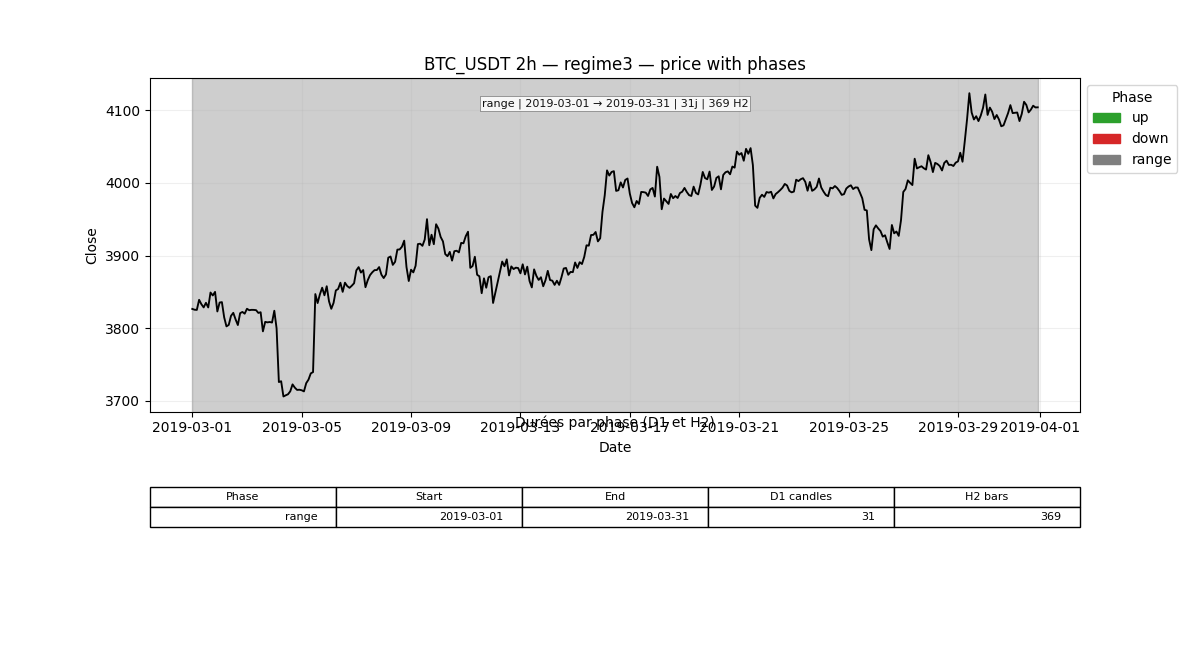 BTC_USDT 2h — regime3 — price with phases
range | 2019-03-01 → 2019-03-31 | 31j | 369 H2
Phase
up
down
range
Close
4100
4000
3900
3800
3700
2019-03-01 2019-03-05 2019-03-09 2019-03-13 2019-03-17 2019-03-21 2019-03-25 2019-03-29 2019-04-01
Durées par phase (D1 et H2)
Date
Phase Start End D1 candles H2 bars
range 2019-03-01 2019-03-31 31 369